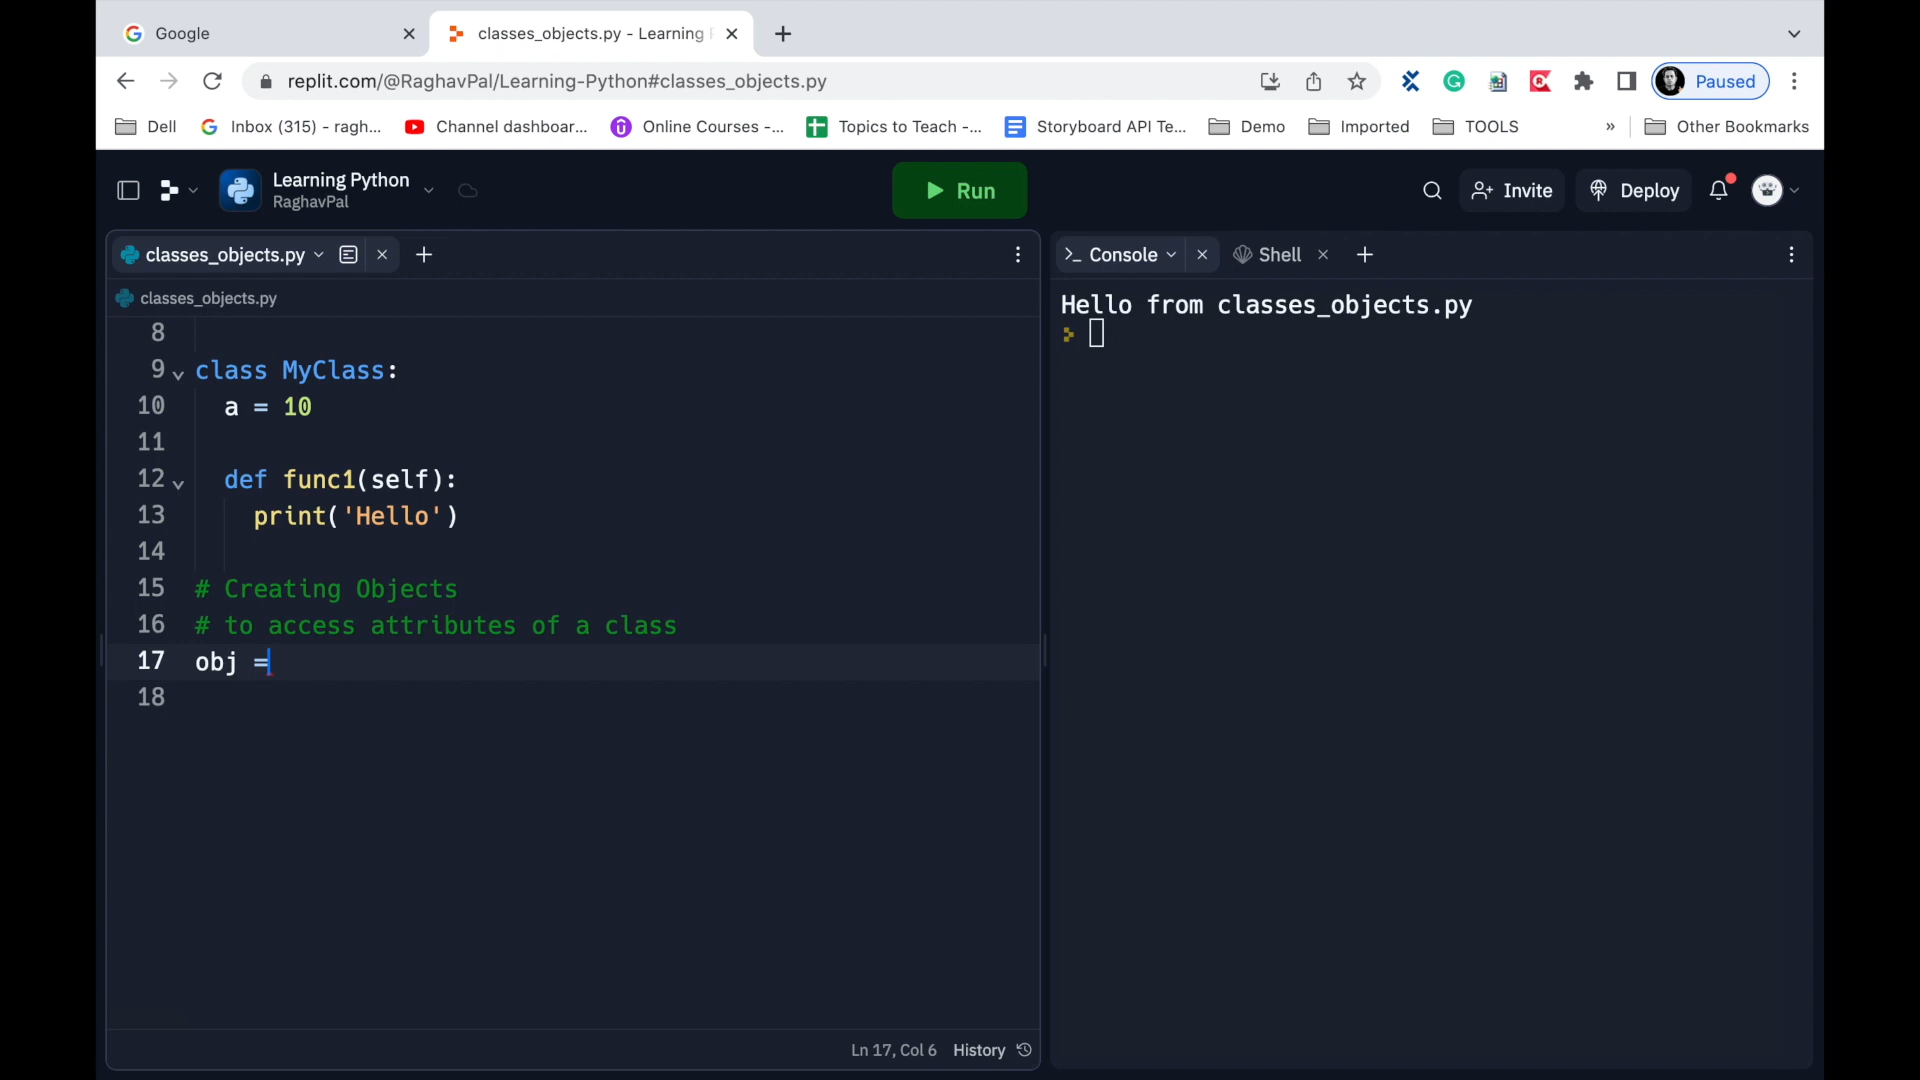 Google
classes_objects.py - Learning
replit.com/@RaghavPal/Learning-Python#classes_objects.py
Paused
Dell
Inbox (315) - ragh...
Channel dashboar...
Online Courses -...
Topics to Teach -...
Storyboard API Te...
Demo
Imported
TOOLS
»
Other Bookmarks
Learning Python
RaghavPal
Run
Invite
Deploy
classes_objects.py
classes_objects.py
8
9 class MyClass:
10 a = 10
11
12 def func1(self):
13 print('Hello')
14
15 # Creating Objects
16 # to access attributes of a class
17 obj =
18
Ln 17, Col 6 History
Console
Shell
Hello from classes_objects.py